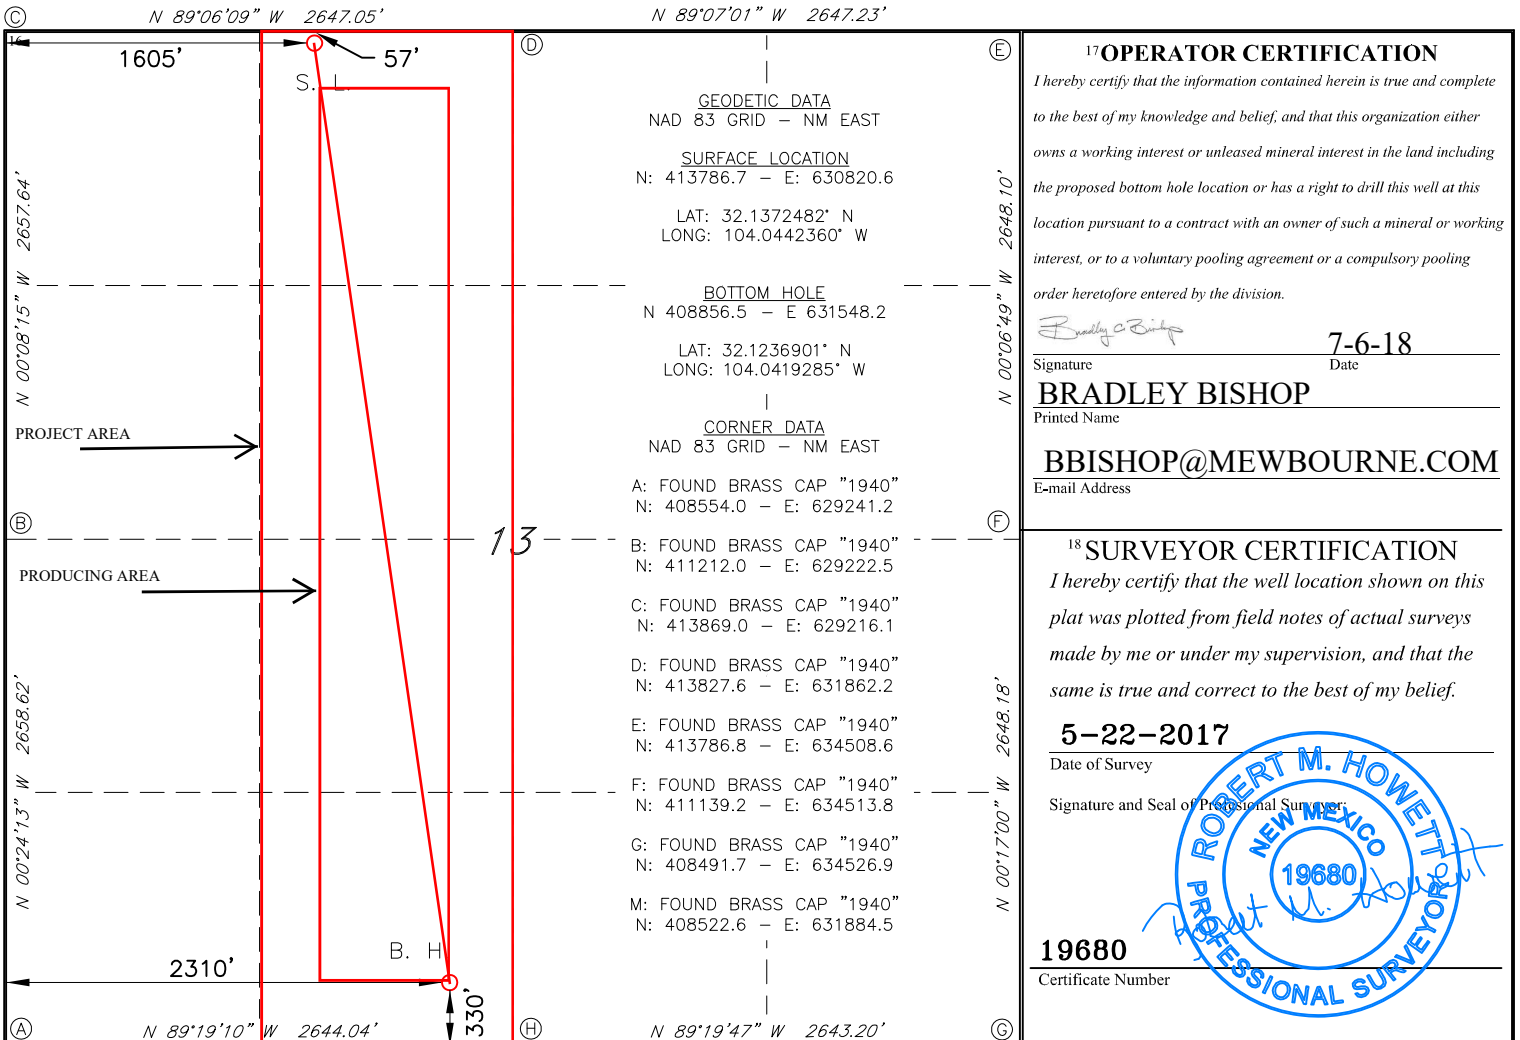 Ⓒ N 89°06'09" W 2647.05' N 89°07'01" W 2647.23'
16
1605'
57'
Ⓓ
Ⓔ
S. L.
N 00°08'15" W 2657.64'
PROJECT AREA
Ⓑ
PRODUCING AREA
13
N 00°24'13" W 2658.62'
B. H
2310'
330'
Ⓐ N 89°19'10" W 2644.04' Ⓗ N 89°19'47" W 2643.20' Ⓖ
GEODETIC DATA
NAD 83 GRID – NM EAST
SURFACE LOCATION
N: 413786.7 – E: 630820.6
LAT: 32.1372482° N
LONG: 104.0442360° W
BOTTOM HOLE
N 408856.5 – E 631548.2
LAT: 32.1236901° N
LONG: 104.0419285° W
CORNER DATA
NAD 83 GRID – NM EAST
A: FOUND BRASS CAP "1940"
N: 408554.0 – E: 629241.2
B: FOUND BRASS CAP "1940"
N: 411212.0 – E: 629222.5
C: FOUND BRASS CAP "1940"
N: 413869.0 – E: 629216.1
D: FOUND BRASS CAP "1940"
N: 413827.6 – E: 631862.2
E: FOUND BRASS CAP "1940"
N: 413786.8 – E: 634508.6
F: FOUND BRASS CAP "1940"
N: 411139.2 – E: 634513.8
G: FOUND BRASS CAP "1940"
N: 408491.7 – E: 634526.9
M: FOUND BRASS CAP "1940"
N: 408522.6 – E: 631884.5
N 00°06'49" W 2648.10'
Ⓕ
N 00°17'00" W 2648.18'
17 OPERATOR CERTIFICATION
I hereby certify that the information contained herein is true and complete
to the best of my knowledge and belief, and that this organization either
owns a working interest or unleased mineral interest in the land including
the proposed bottom hole location or has a right to drill this well at this
location pursuant to a contract with an owner of such a mineral or working
interest, or to a voluntary pooling agreement or a compulsory pooling
order heretofore entered by the division.
Bradley C Bishop
7-6-18
Signature Date
BRADLEY BISHOP
Printed Name
BBISHOP@MEWBOURNE.COM
E-mail Address
18 SURVEYOR CERTIFICATION
I hereby certify that the well location shown on this
plat was plotted from field notes of actual surveys
made by me or under my supervision, and that the
same is true and correct to the best of my belief.
5-22-2017
Date of Survey
Signature and Seal of Professional Surveyor:
ROBERT M. HOWETT
NEW MEXICO
19680
PROFESSIONAL SURVEYOR
Robert M. Howett
19680
Certificate Number